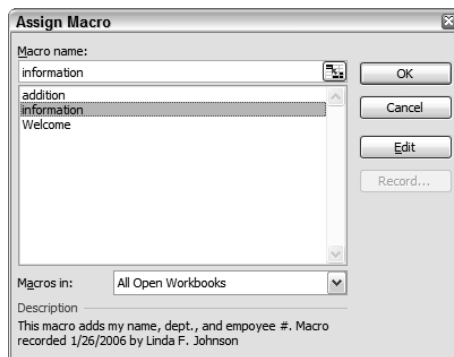 Assign Macro
Macro name:
information
OK
addition
information
Welcome
Cancel
Edit
Record...
Macros in:
All Open Workbooks
Description
This macro adds my name, dept., and empoyee #. Macro
recorded 1/26/2006 by Linda F. Johnson